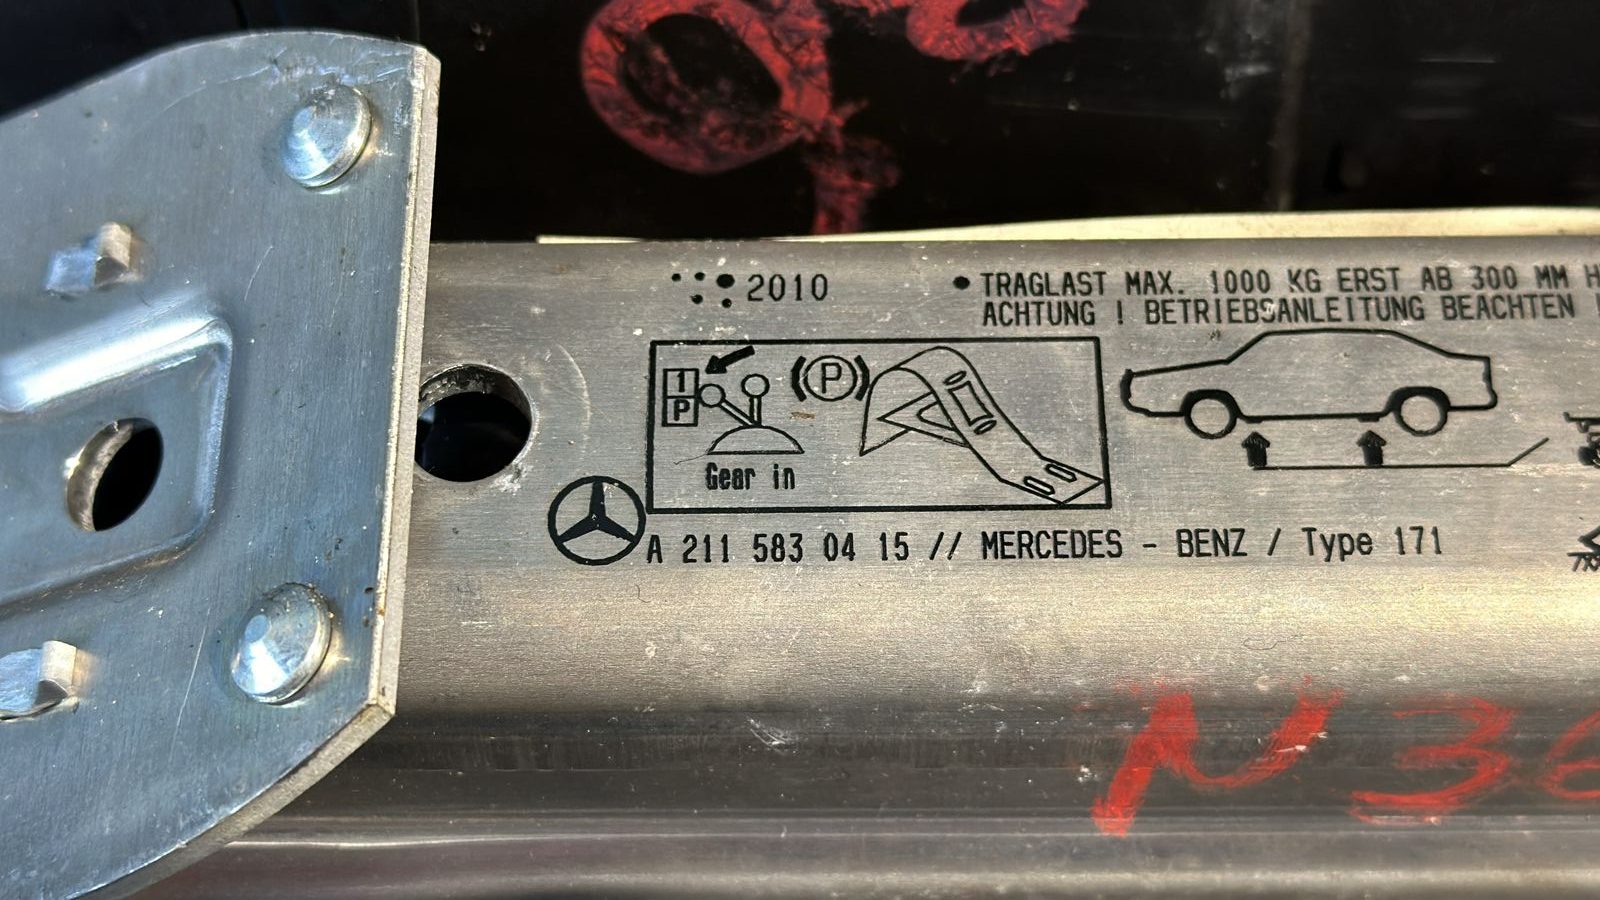 2010
• TRAGLAST MAX. 1000 KG ERST AB 300 MM H
ACHTUNG ! BETRIEBSANLEITUNG BEACHTEN !
1
P
(P)
Gear in
A 211 583 04 15 // MERCEDES - BENZ / Type 171
N36